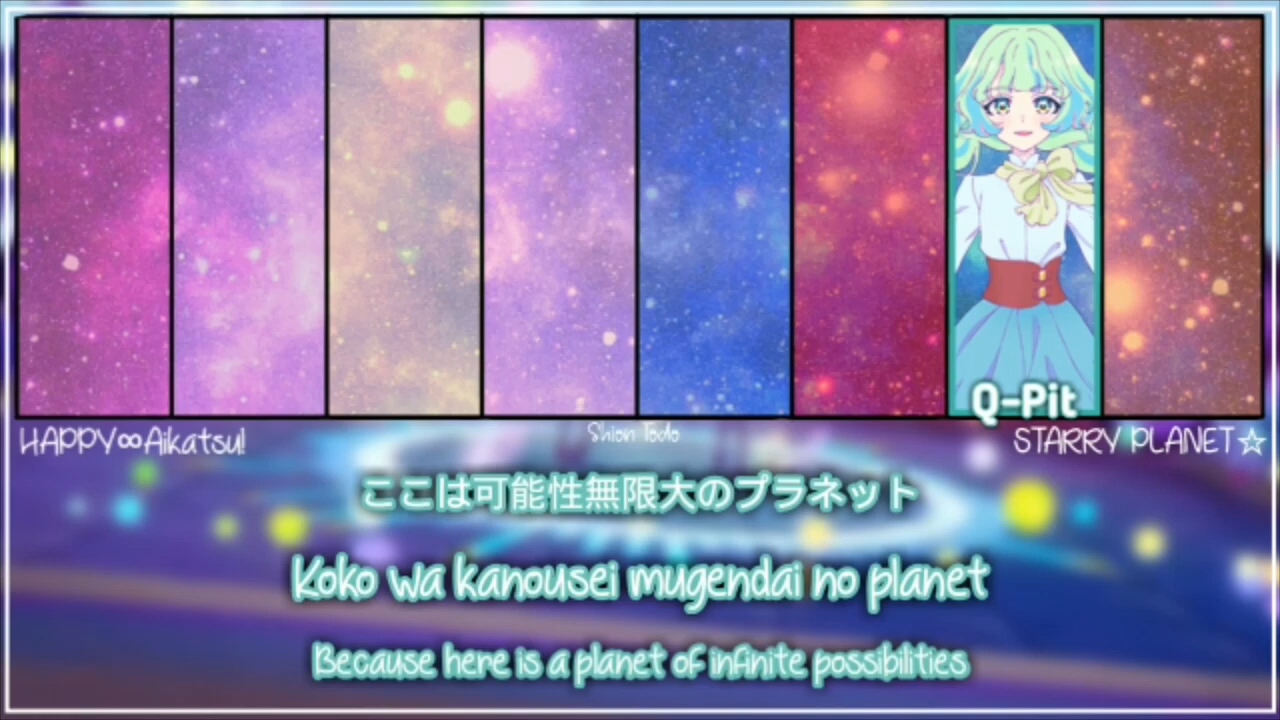 Q-Pit
HAPPY∞Aikatsu!
Shion Todo
STARRY PLANET☆
ここは可能性無限大のプラネット
Koko wa kanousei mugendai no planet
Because here is a planet of infinite possibilities